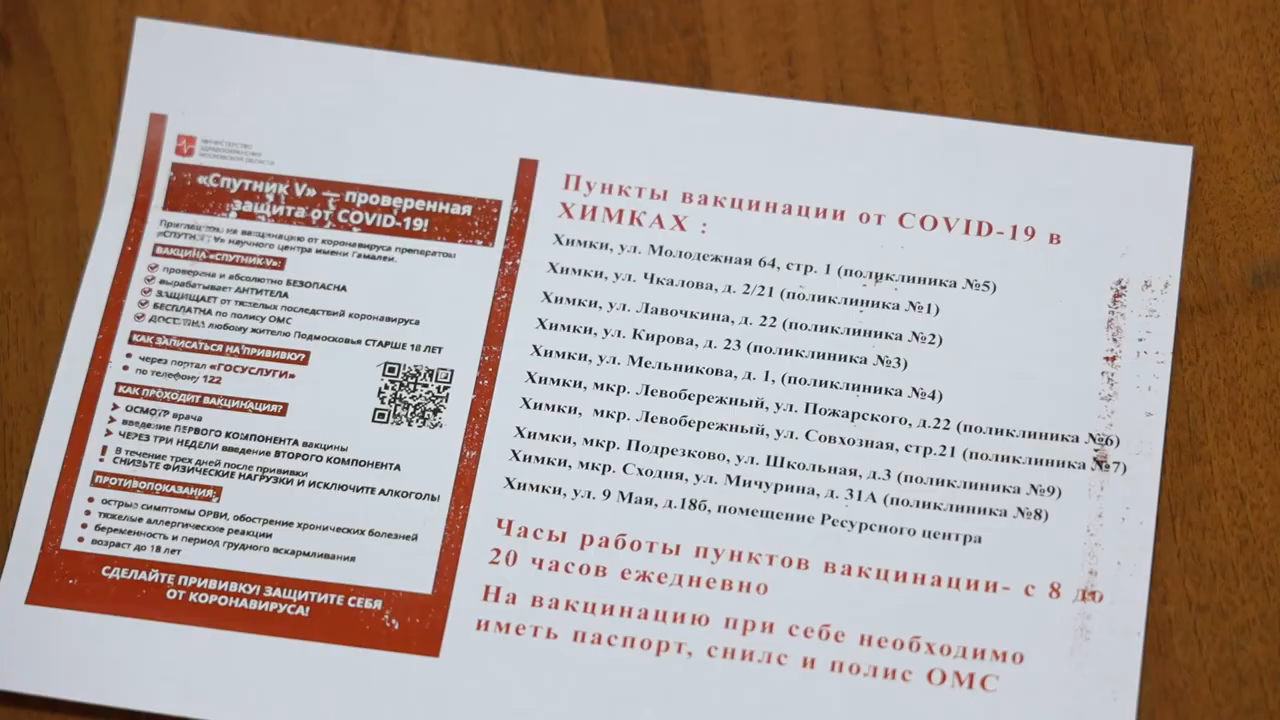 МИНИСТЕРСТВО
ЗДРАВООХРАНЕНИЯ
МОСКОВСКОЙ ОБЛАСТИ
«Спутник V» — проверенная
защита от COVID-19!
Приглашаем на вакцинацию от коронавируса препаратом
«СПУТНИК V» научного центра имени Гамалеи.
ВАКЦИНА «СПУТНИК-V»:
проверена и абсолютно БЕЗОПАСНА
вырабатывает АНТИТЕЛА
ЗАЩИЩАЕТ от тяжелых последствий коронавируса
БЕСПЛАТНА по полису ОМС
ДОСТУПНА любому жителю Подмосковья СТАРШЕ 18 ЛЕТ
КАК ЗАПИСАТЬСЯ НА ПРИВИВКУ?
через портал «ГОСУСЛУГИ»
по телефону 122
КАК ПРОХОДИТ ВАКЦИНАЦИЯ?
ОСМОТР врача
введение ПЕРВОГО КОМПОНЕНТА вакцины
ЧЕРЕЗ ТРИ НЕДЕЛИ введение ВТОРОГО КОМПОНЕНТА
! В течение трех дней после прививки
СНИЗЬТЕ ФИЗИЧЕСКИЕ НАГРУЗКИ И ИСКЛЮЧИТЕ АЛКОГОЛЬ!
ПРОТИВОПОКАЗАНИЯ:
острые симптомы ОРВИ, обострение хронических болезней
тяжелые аллергические реакции
беременность и период грудного вскармливания
возраст до 18 лет
СДЕЛАЙТЕ ПРИВИВКУ! ЗАЩИТИТЕ СЕБЯ
ОТ КОРОНАВИРУСА!
Пункты вакцинации от COVID-19 в
ХИМКАХ :
Химки, ул. Молодежная 64, стр. 1 (поликлиника №5)
Химки, ул. Чкалова, д. 2/21 (поликлиника №1)
Химки, ул. Лавочкина, д. 22 (поликлиника №2)
Химки, ул. Кирова, д. 23 (поликлиника №3)
Химки, ул. Мельникова, д. 1, (поликлиника №4)
Химки, мкр. Левобережный, ул. Пожарского, д.22 (поликлиника №6)
Химки, мкр. Левобережный, ул. Совхозная, стр.21 (поликлиника №7)
Химки, мкр. Подрезково, ул. Школьная, д.3 (поликлиника №9)
Химки, мкр. Сходня, ул. Мичурина, д. 31А (поликлиника №8)
Химки, ул. 9 Мая, д.18б, помещение Ресурсного центра
Часы работы пунктов вакцинации- с 8 до
20 часов ежедневно
На вакцинацию при себе необходимо
иметь паспорт, снилс и полис ОМС